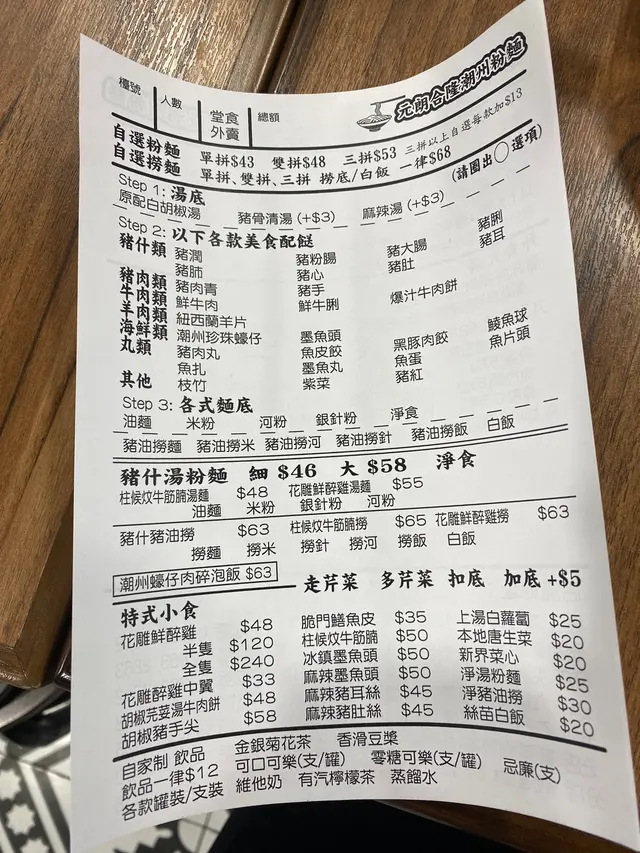 元朗合隆潮州粉麵
檯號 人數 堂食 外賣 總額
自選粉麵 單拼$43 雙拼$48 三拼$53 三拼以上自選每款加$13
自選撈麵 單拼、雙拼、三拼 撈底/白飯 一律$68 (請圈出○選項)
Step 1: 湯底
原配白胡椒湯 豬骨清湯 (+$3) 麻辣湯 (+$3)
Step 2: 以下各款美食配搓
豬什類 豬潤 豬粉腸 豬大腸 豬脷
豬肺 豬心 豬肚 豬耳
豬肉類 豬肉青 豬手
牛肉類 鮮牛肉 鮮牛脷 爆汁牛肉餅
羊肉類 紐西蘭羊片
海鮮類 潮州珍珠蠔仔 墨魚頭
丸類 豬肉丸 魚皮餃 黑豚肉餃 鯪魚球
魚扎 墨魚丸 魚蛋 魚片頭
其他 枝竹 紫菜 豬紅
Step 3: 各式麵底
油麵 米粉 河粉 銀針粉 淨食
豬油撈麵 豬油撈米 豬油撈河 豬油撈針 豬油撈飯 白飯
豬什湯粉麵 細 $46 大 $58 淨食
柱候炆牛筋腩湯麵 $48 花雕鮮醉雞湯麵 $55
油麵 米粉 銀針粉 河粉
豬什豬油撈 $63 柱候炆牛筋腩撈 $65 花雕鮮醉雞撈 $63
撈麵 撈米 撈針 撈河 撈飯 白飯
潮州蠔仔肉碎泡飯 $63 走芹菜 多芹菜 扣底 加底 +$5
特式小食
花雕鮮醉雞 $48 脆門鱔魚皮 $35 上湯白蘿蔔 $25
半隻 $120 柱候炆牛筋腩 $50 本地唐生菜 $20
全隻 $240 冰鎮墨魚頭 $50 新界菜心 $20
花雕醉雞中翼 $33 麻辣墨魚頭 $50 淨湯粉麵 $25
胡椒芫荽湯牛肉餅 $48 麻辣豬耳絲 $45 淨豬油撈 $30
胡椒豬手尖 $58 麻辣豬肚絲 $45 絲苗白飯 $20
自家制 飲品 金銀菊花茶 香滑豆漿
飲品一律$12 可口可樂(支/罐) 零糖可樂(支/罐) 忌廉(支)
各款罐裝/支裝 維他奶 有汽檸檬茶 蒸餾水